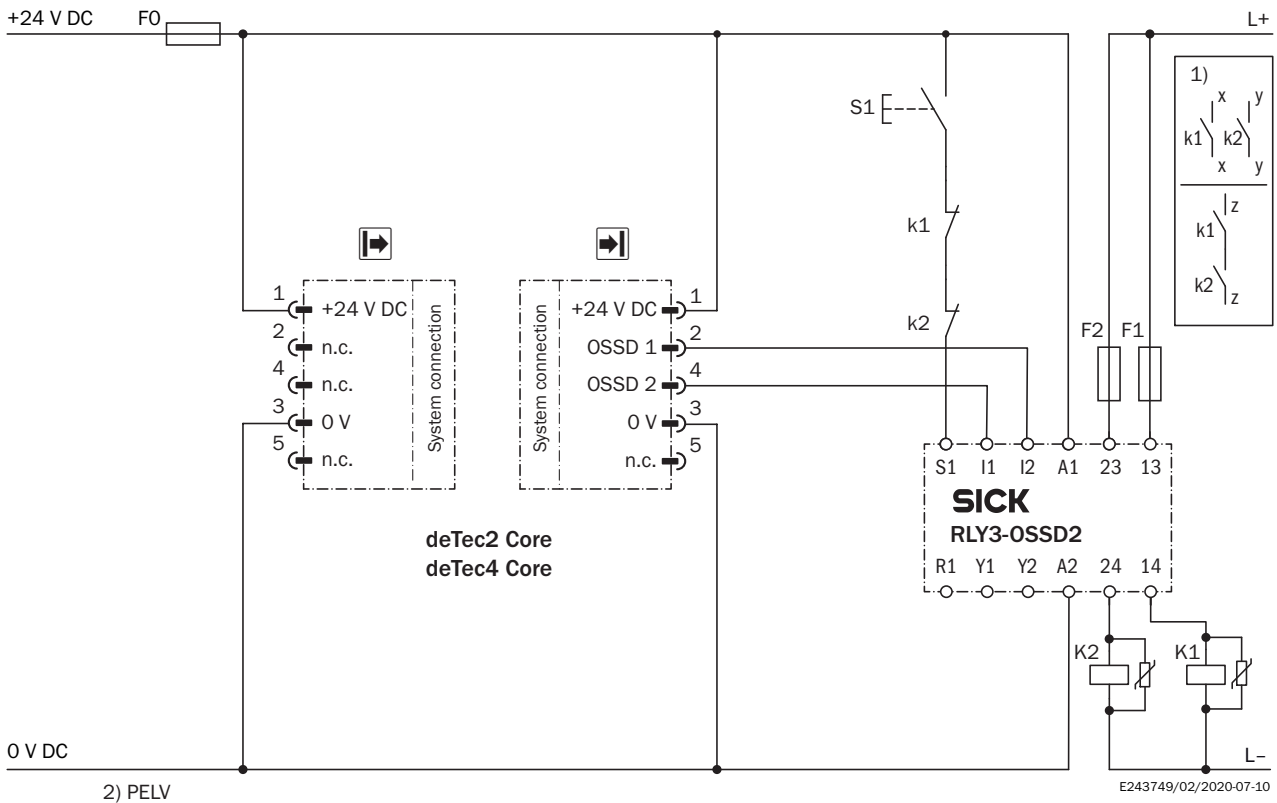 +24 V DC
F0
L+
1)
x y
k1 k2
x y
z
k1
k2
z
S1
k1
k2
F2 F1
1 +24 V DC
2 n.c.
4 n.c.
3 0 V
5 n.c.
System connection
System connection
+24 V DC 1
OSSD 1 2
OSSD 2 4
0 V 3
n.c. 5
deTec2 Core
deTec4 Core
S1 I1 I2 A1 23 13
SICK
RLY3-OSSD2
R1 Y1 Y2 A2 24 14
K2 K1
0 V DC
L−
2) PELV
E243749/02/2020-07-10